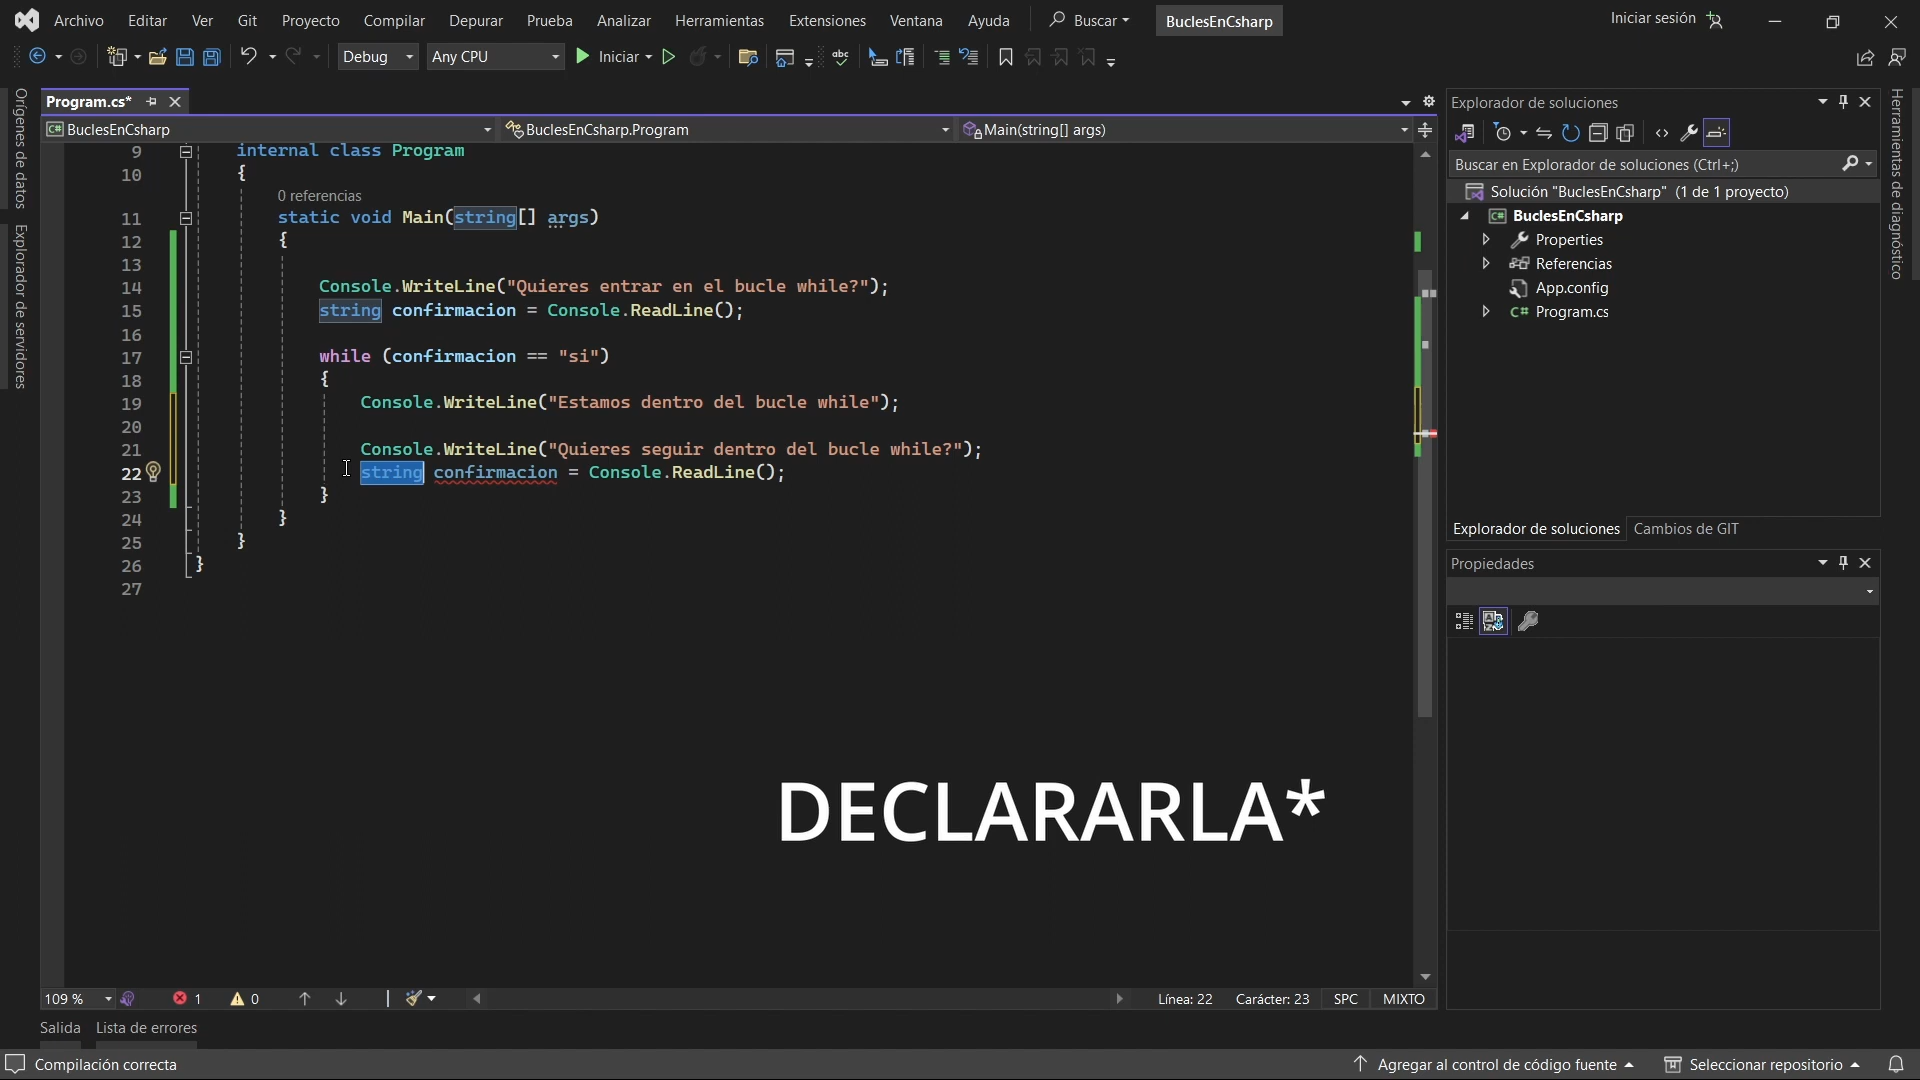 Archivo Editar Ver Git Proyecto Compilar Depurar Prueba Analizar Herramientas Extensiones Ventana Ayuda Buscar BuclesEnCsharp Iniciar sesión
Debug Any CPU Iniciar abc
Orígenes de datos
Explorador de servidores
Program.cs*
BuclesEnCsharp BuclesEnCsharp.Program Main(string[] args)
9 internal class Program
10 {
0 referencias
11 static void Main(string[] args)
12 {
13
14 Console.WriteLine("Quieres entrar en el bucle while?");
15 string confirmacion = Console.ReadLine();
16
17 while (confirmacion == "si")
18 {
19 Console.WriteLine("Estamos dentro del bucle while");
20
21 Console.WriteLine("Quieres seguir dentro del bucle while?");
22 string confirmacion = Console.ReadLine();
23 }
24 }
25 }
26 }
27
DECLARARLA*
109 % 1 0 Línea: 22 Carácter: 23 SPC MIXTO
Explorador de soluciones
Buscar en Explorador de soluciones (Ctrl+;)
Solución "BuclesEnCsharp" (1 de 1 proyecto)
C# BuclesEnCsharp
Properties
Referencias
App.config
C# Program.cs
Explorador de soluciones Cambios de GIT
Propiedades
Herramientas de diagnóstico
Salida Lista de errores
Compilación correcta Agregar al control de código fuente Seleccionar repositorio